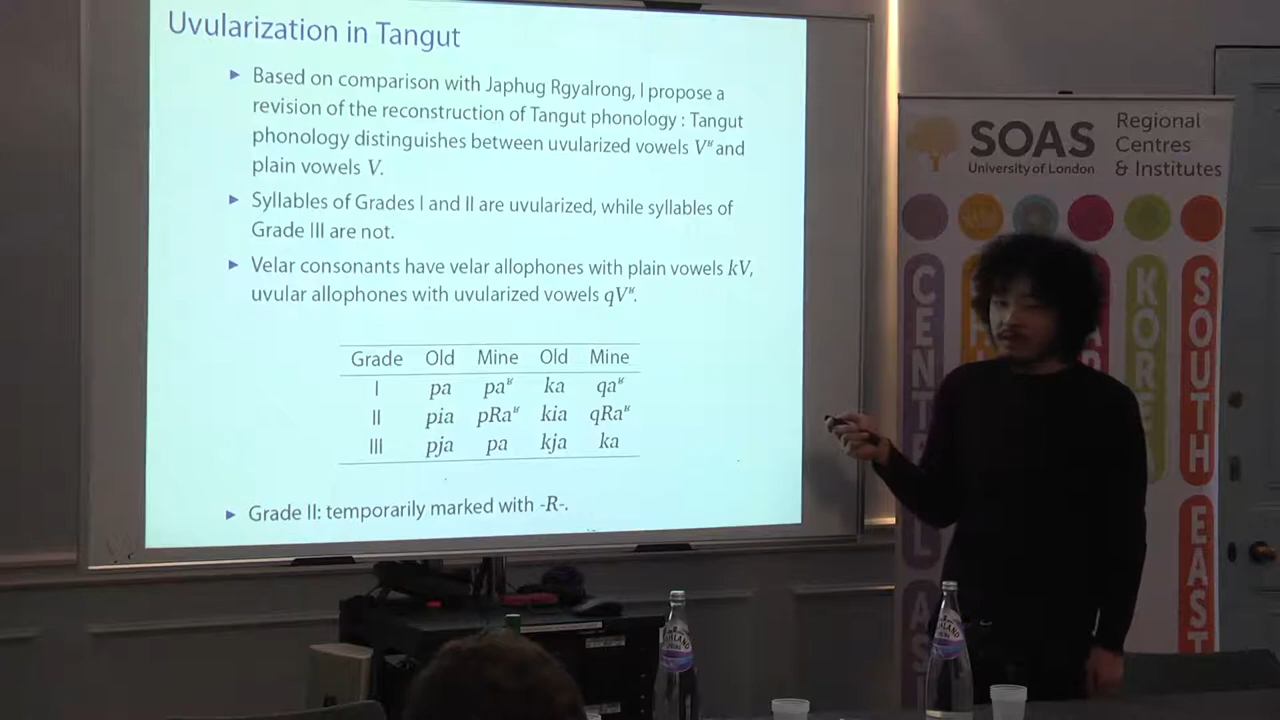 Uvularization in Tangut
▶ Based on comparison with Japhug Rgyalrong, I propose a
revision of the reconstruction of Tangut phonology : Tangut
phonology distinguishes between uvularized vowels Vʶ and
plain vowels V.
▶ Syllables of Grades I and II are uvularized, while syllables of
Grade III are not.
▶ Velar consonants have velar allophones with plain vowels kV,
uvular allophones with uvularized vowels qVʶ.
Grade Old Mine Old Mine
I pa paʶ ka qaʶ
II pia pRaʶ kia qRaʶ
III pja pa kja ka
▶ Grade II: temporarily marked with -R-.
SOAS
University of London
Regional
Centres
& Institutes
KORE
SOUTH
EAST